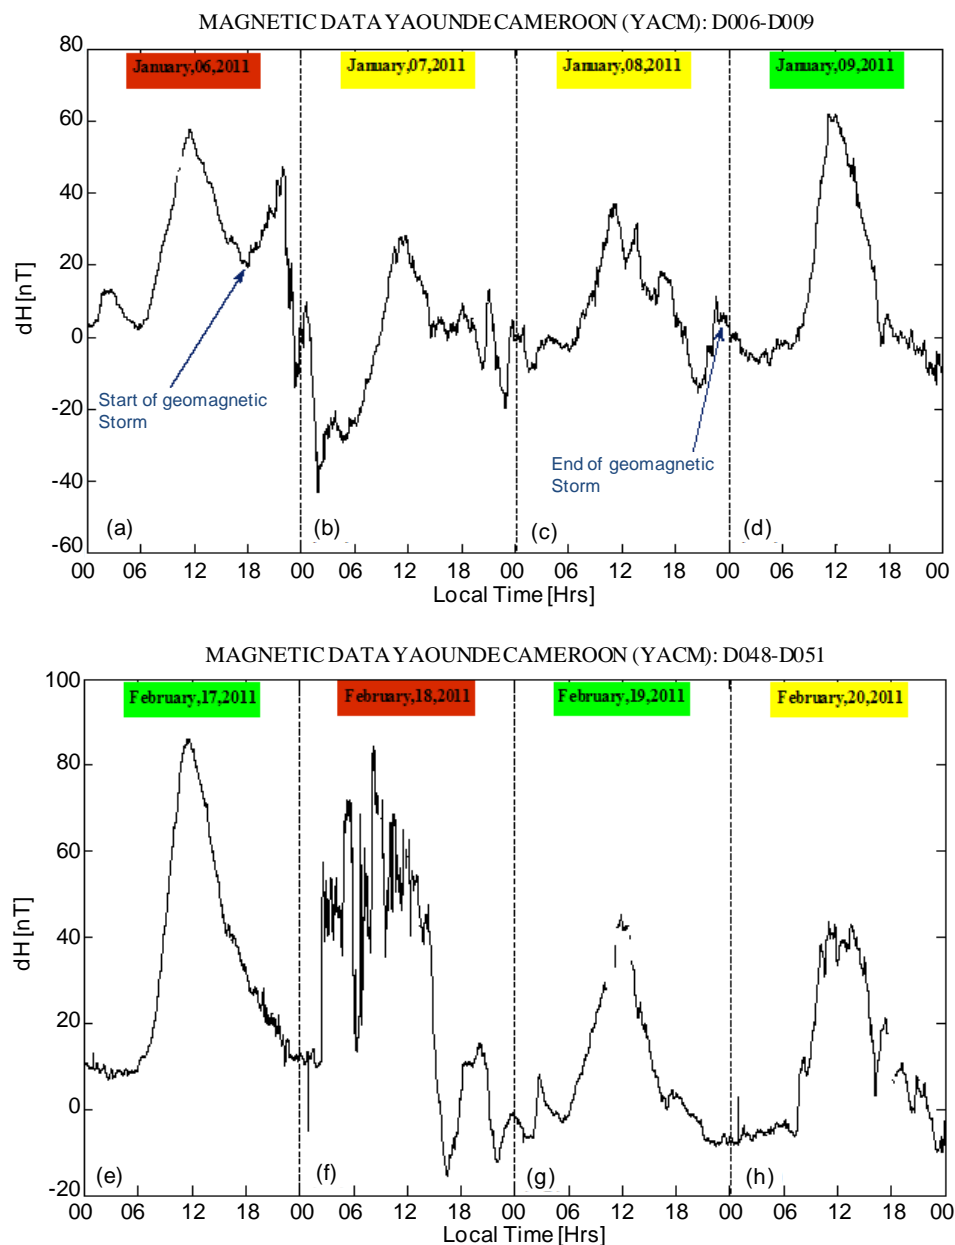 MAGNETIC DATA YAOUNDE CAMEROON (YACM): D006-D009
January,06,2011 January,07,2011 January,08,2011 January,09,2011
80
60
40
20
0
-20
-40
-60
dH [nT]
Start of geomagnetic
Storm
End of geomagnetic
Storm
(a) (b) (c) (d)
00 06 12 18 00 06 12 18 00 06 12 18 00 06 12 18 00
Local Time [Hrs]
MAGNETIC DATA YAOUNDE CAMEROON (YACM): D048-D051
February,17,2011 February,18,2011 February,19,2011 February,20,2011
100
80
60
40
20
0
-20
dH [nT]
(e) (f) (g) (h)
00 06 12 18 00 06 12 18 00 06 12 18 00 06 12 18 00
Local Time [Hrs]